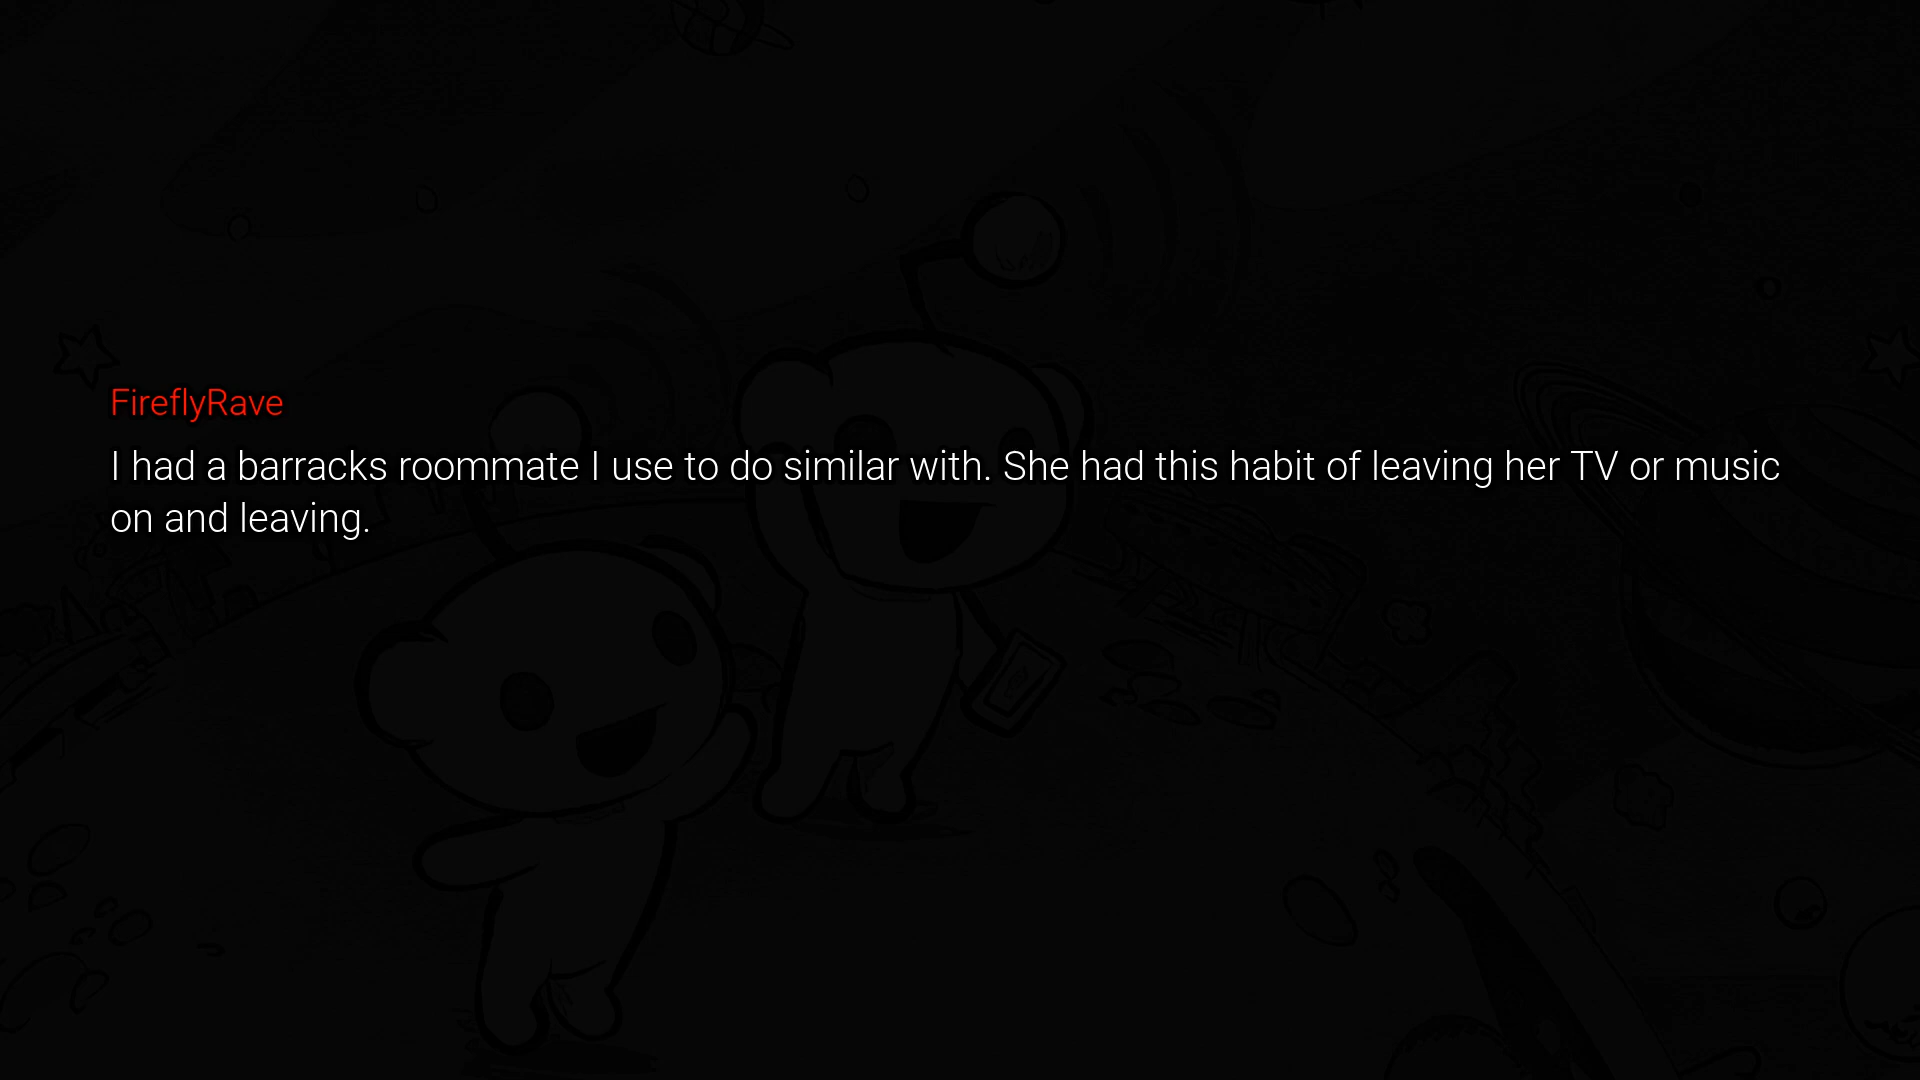 FireflyRave
I had a barracks roommate I use to do similar with. She had this habit of leaving her TV or music
on and leaving.